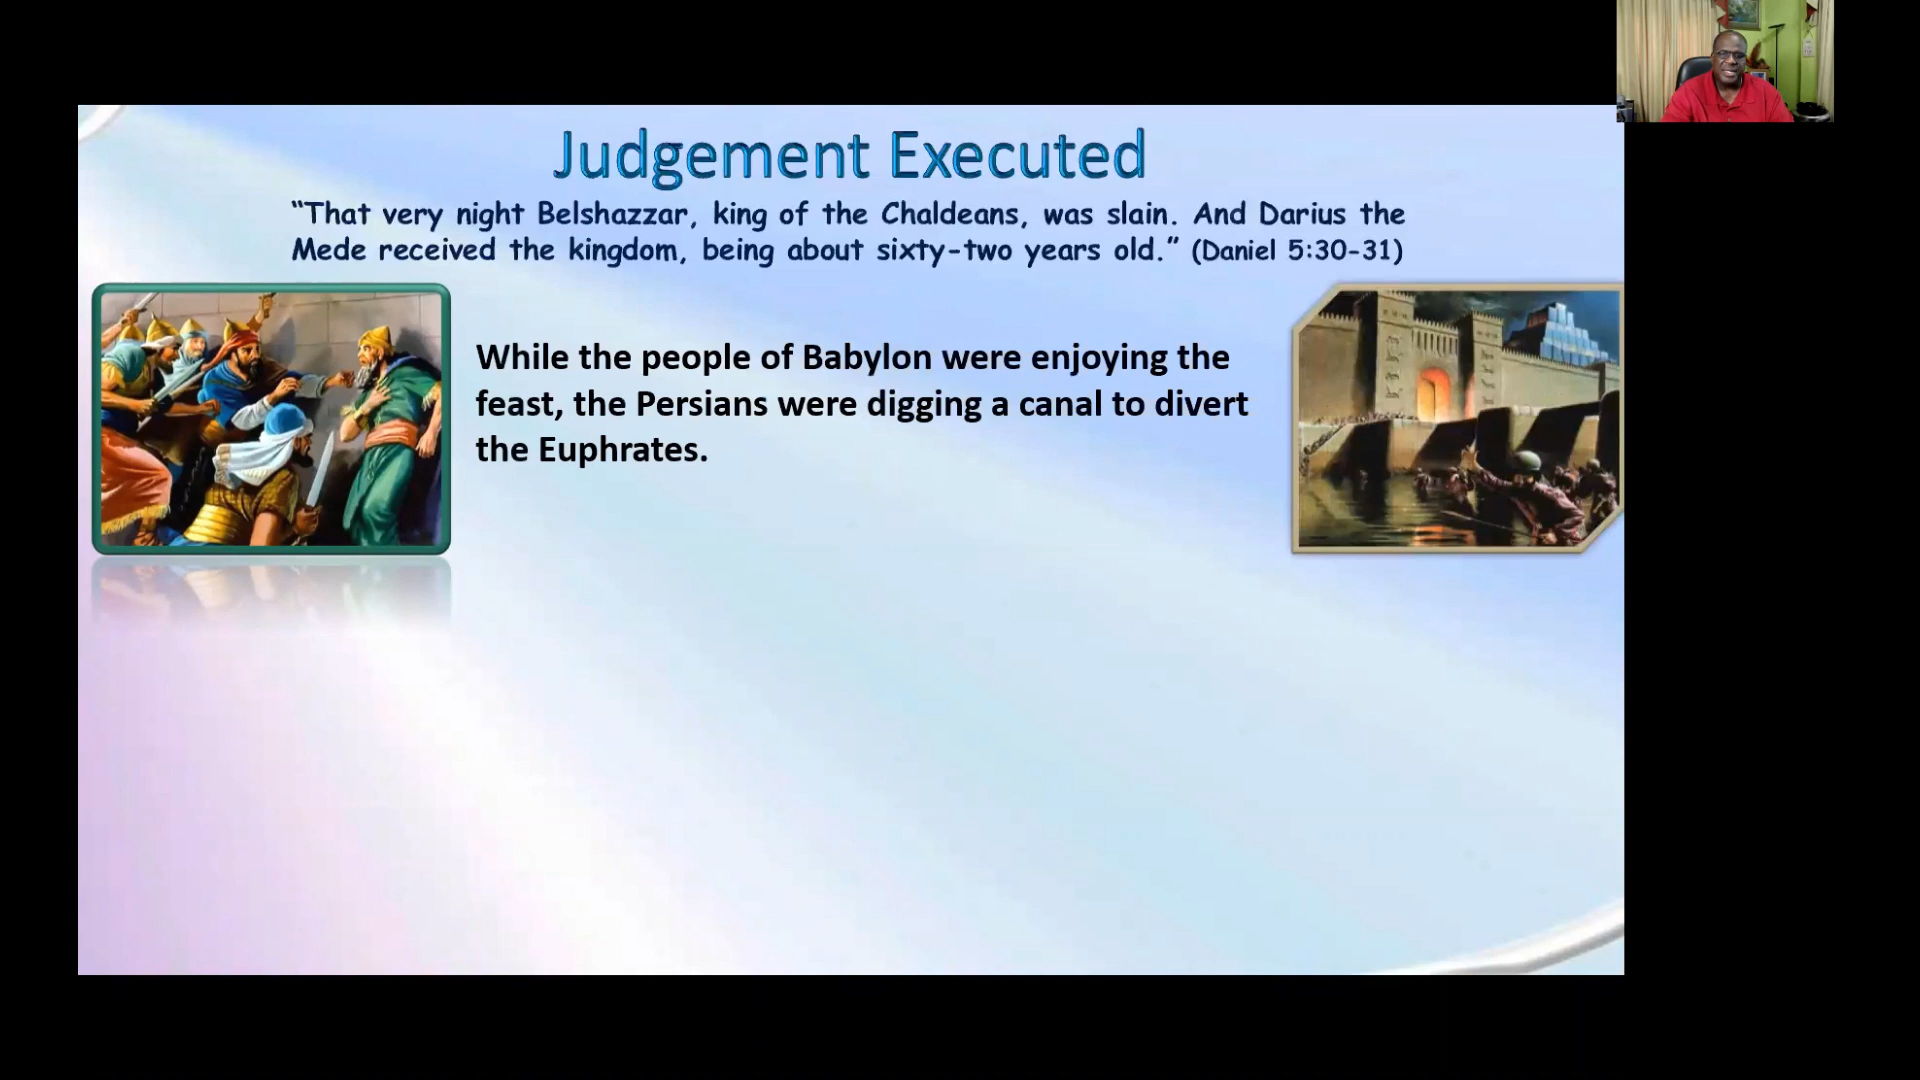 Judgement Executed
“That very night Belshazzar, king of the Chaldeans, was slain. And Darius the
Mede received the kingdom, being about sixty-two years old.” (Daniel 5:30-31)
While the people of Babylon were enjoying the
feast, the Persians were digging a canal to divert
the Euphrates.